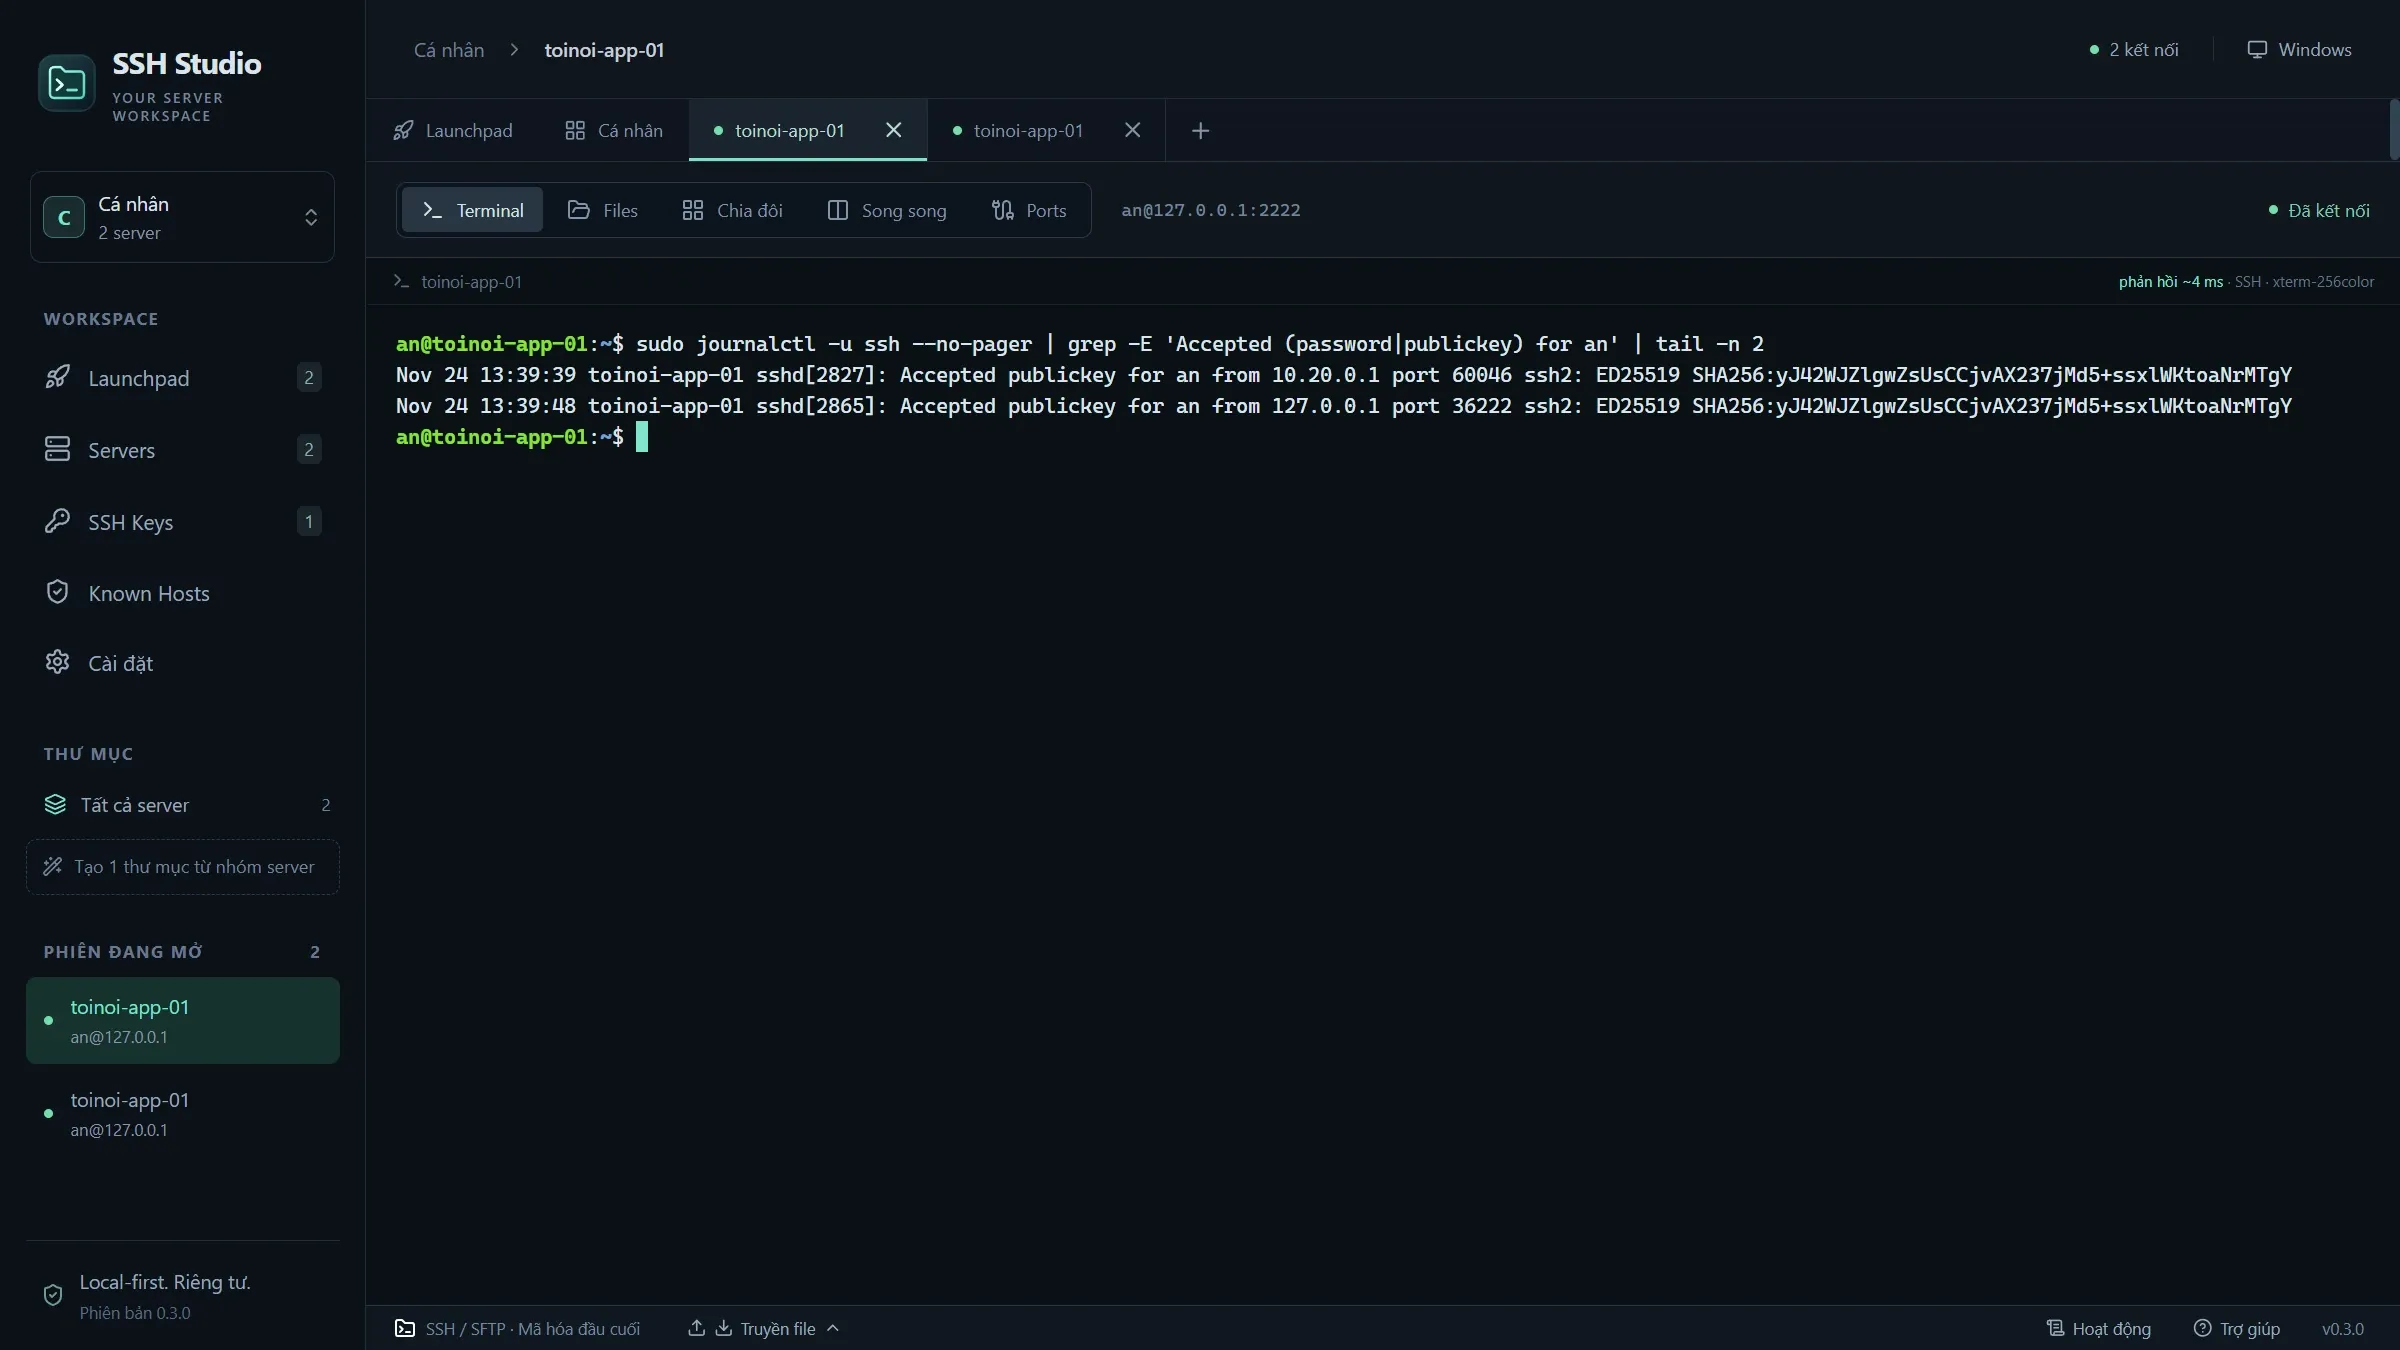 SSH Studio
YOUR SERVER
WORKSPACE
C
Cá nhân
2 server
WORKSPACE
Launchpad 2
Servers 2
SSH Keys 1
Known Hosts
Cài đặt
THƯ MỤC
Tất cả server 2
Tạo 1 thư mục từ nhóm server
PHIÊN ĐANG MỞ 2
toinoi-app-01
an@127.0.0.1
toinoi-app-01
an@127.0.0.1
Local-first. Riêng tư.
Phiên bản 0.3.0
Cá nhân > toinoi-app-01
2 kết nối
Windows
Launchpad
Cá nhân
toinoi-app-01
toinoi-app-01
Terminal
Files
Chia đôi
Song song
Ports
an@127.0.0.1:2222
Đã kết nối
toinoi-app-01
phản hồi ~4 ms · SSH · xterm-256color
an@toinoi-app-01:~$ sudo journalctl -u ssh --no-pager | grep -E 'Accepted (password|publickey) for an' | tail -n 2
Nov 24 13:39:39 toinoi-app-01 sshd[2827]: Accepted publickey for an from 10.20.0.1 port 60046 ssh2: ED25519 SHA256:yJ42WJZlgwZsUsCCjvAX237jMd5+ssxlWKtoaNrMTgY
Nov 24 13:39:48 toinoi-app-01 sshd[2865]: Accepted publickey for an from 127.0.0.1 port 36222 ssh2: ED25519 SHA256:yJ42WJZlgwZsUsCCjvAX237jMd5+ssxlWKtoaNrMTgY
an@toinoi-app-01:~$
SSH / SFTP · Mã hóa đầu cuối
Truyền file
Hoạt động
Trợ giúp
v0.3.0